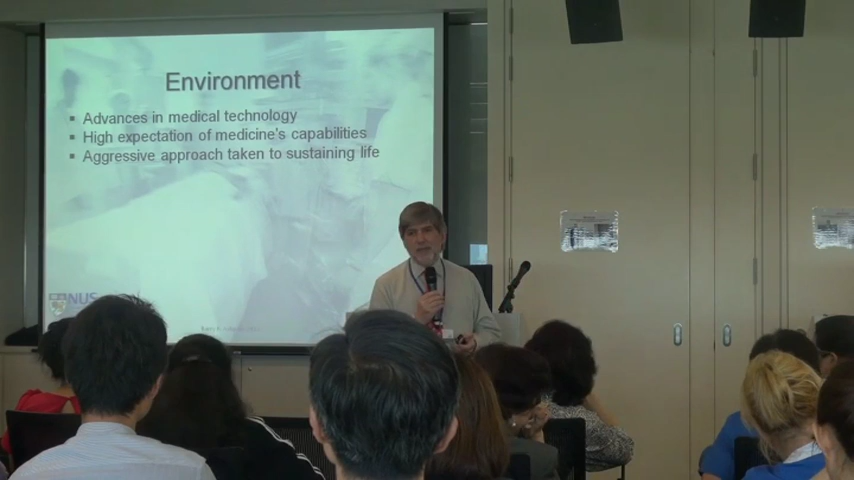 Environment
Advances in medical technology
High expectation of medicine's capabilities
Aggressive approach taken to sustaining life
NUS